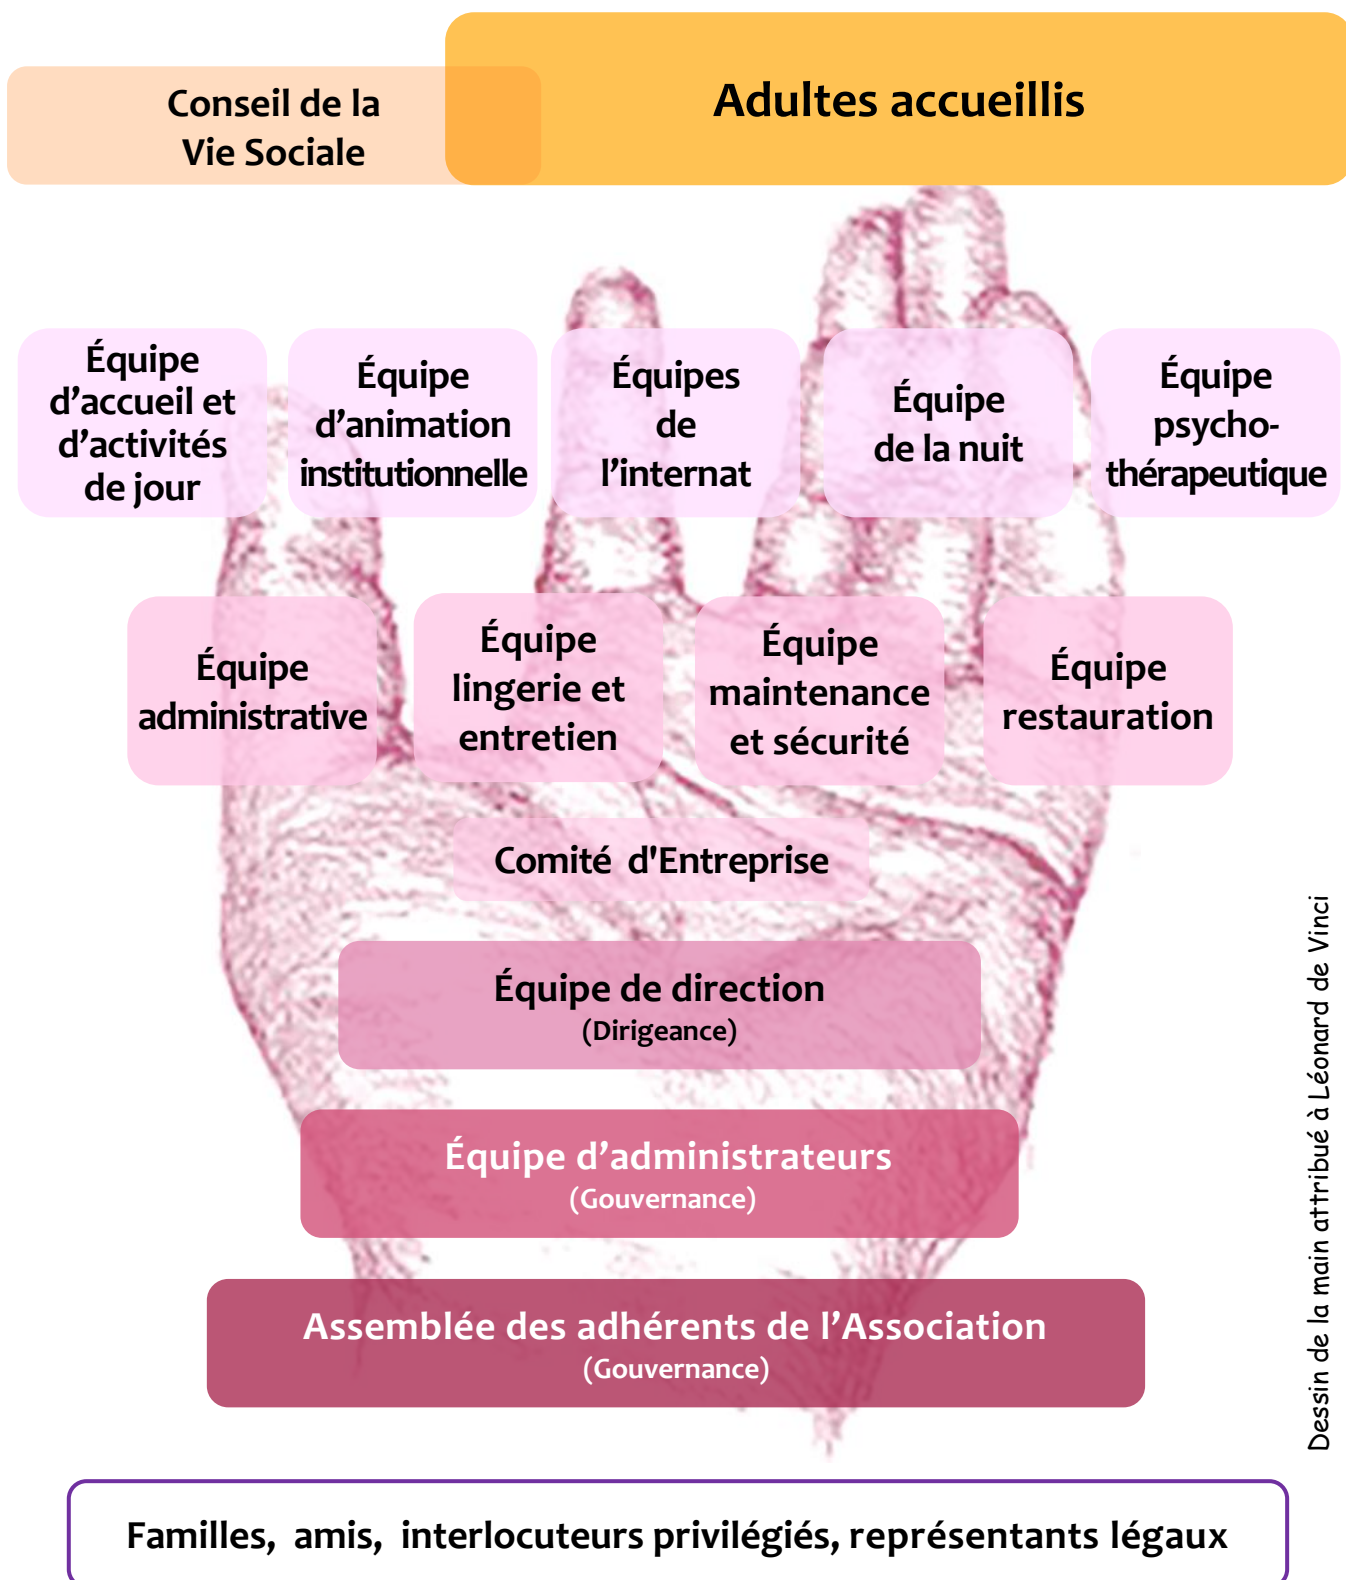 Conseil de la
Vie Sociale
Adultes accueillis
Équipe
d’accueil et
d’activités
de jour
Équipe
d’animation
institutionnelle
Équipes
de
l’internat
Équipe
de la nuit
Équipe
psycho-
thérapeutique
Équipe
administrative
Équipe
lingerie et
entretien
Équipe
maintenance
et sécurité
Équipe
restauration
Comité d'Entreprise
Équipe de direction
(Dirigeance)
Équipe d’administrateurs
(Gouvernance)
Assemblée des adhérents de l’Association
(Gouvernance)
Dessin de la main attribué à Léonard de Vinci
Familles, amis, interlocuteurs privilégiés, représentants légaux